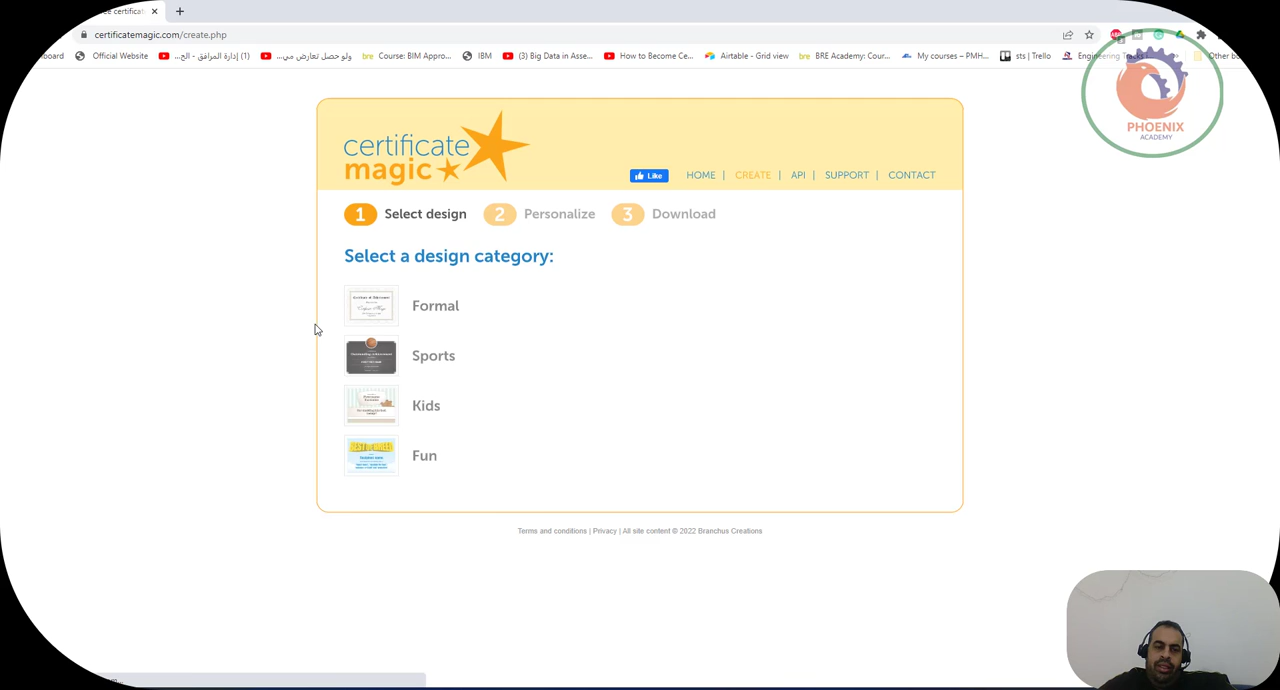 certificatemagic.com/create.php
Official Website
(1) إدارة المرافق - الج...
ولو حصل تعارض مي...
bre Course: BIM Appro...
IBM
(3) Big Data in Asse...
How to Become Ce...
Airtable - Grid view
bre BRE Academy: Cour...
My courses – PMH...
sts | Trello
PHOENIX
ACADEMY
certificate
magic
Like
HOME | CREATE | API | SUPPORT | CONTACT
1 Select design 2 Personalize 3 Download
Select a design category:
Formal
Sports
Kids
Fun
Terms and conditions | Privacy | All site content © 2022 Branchus Creations